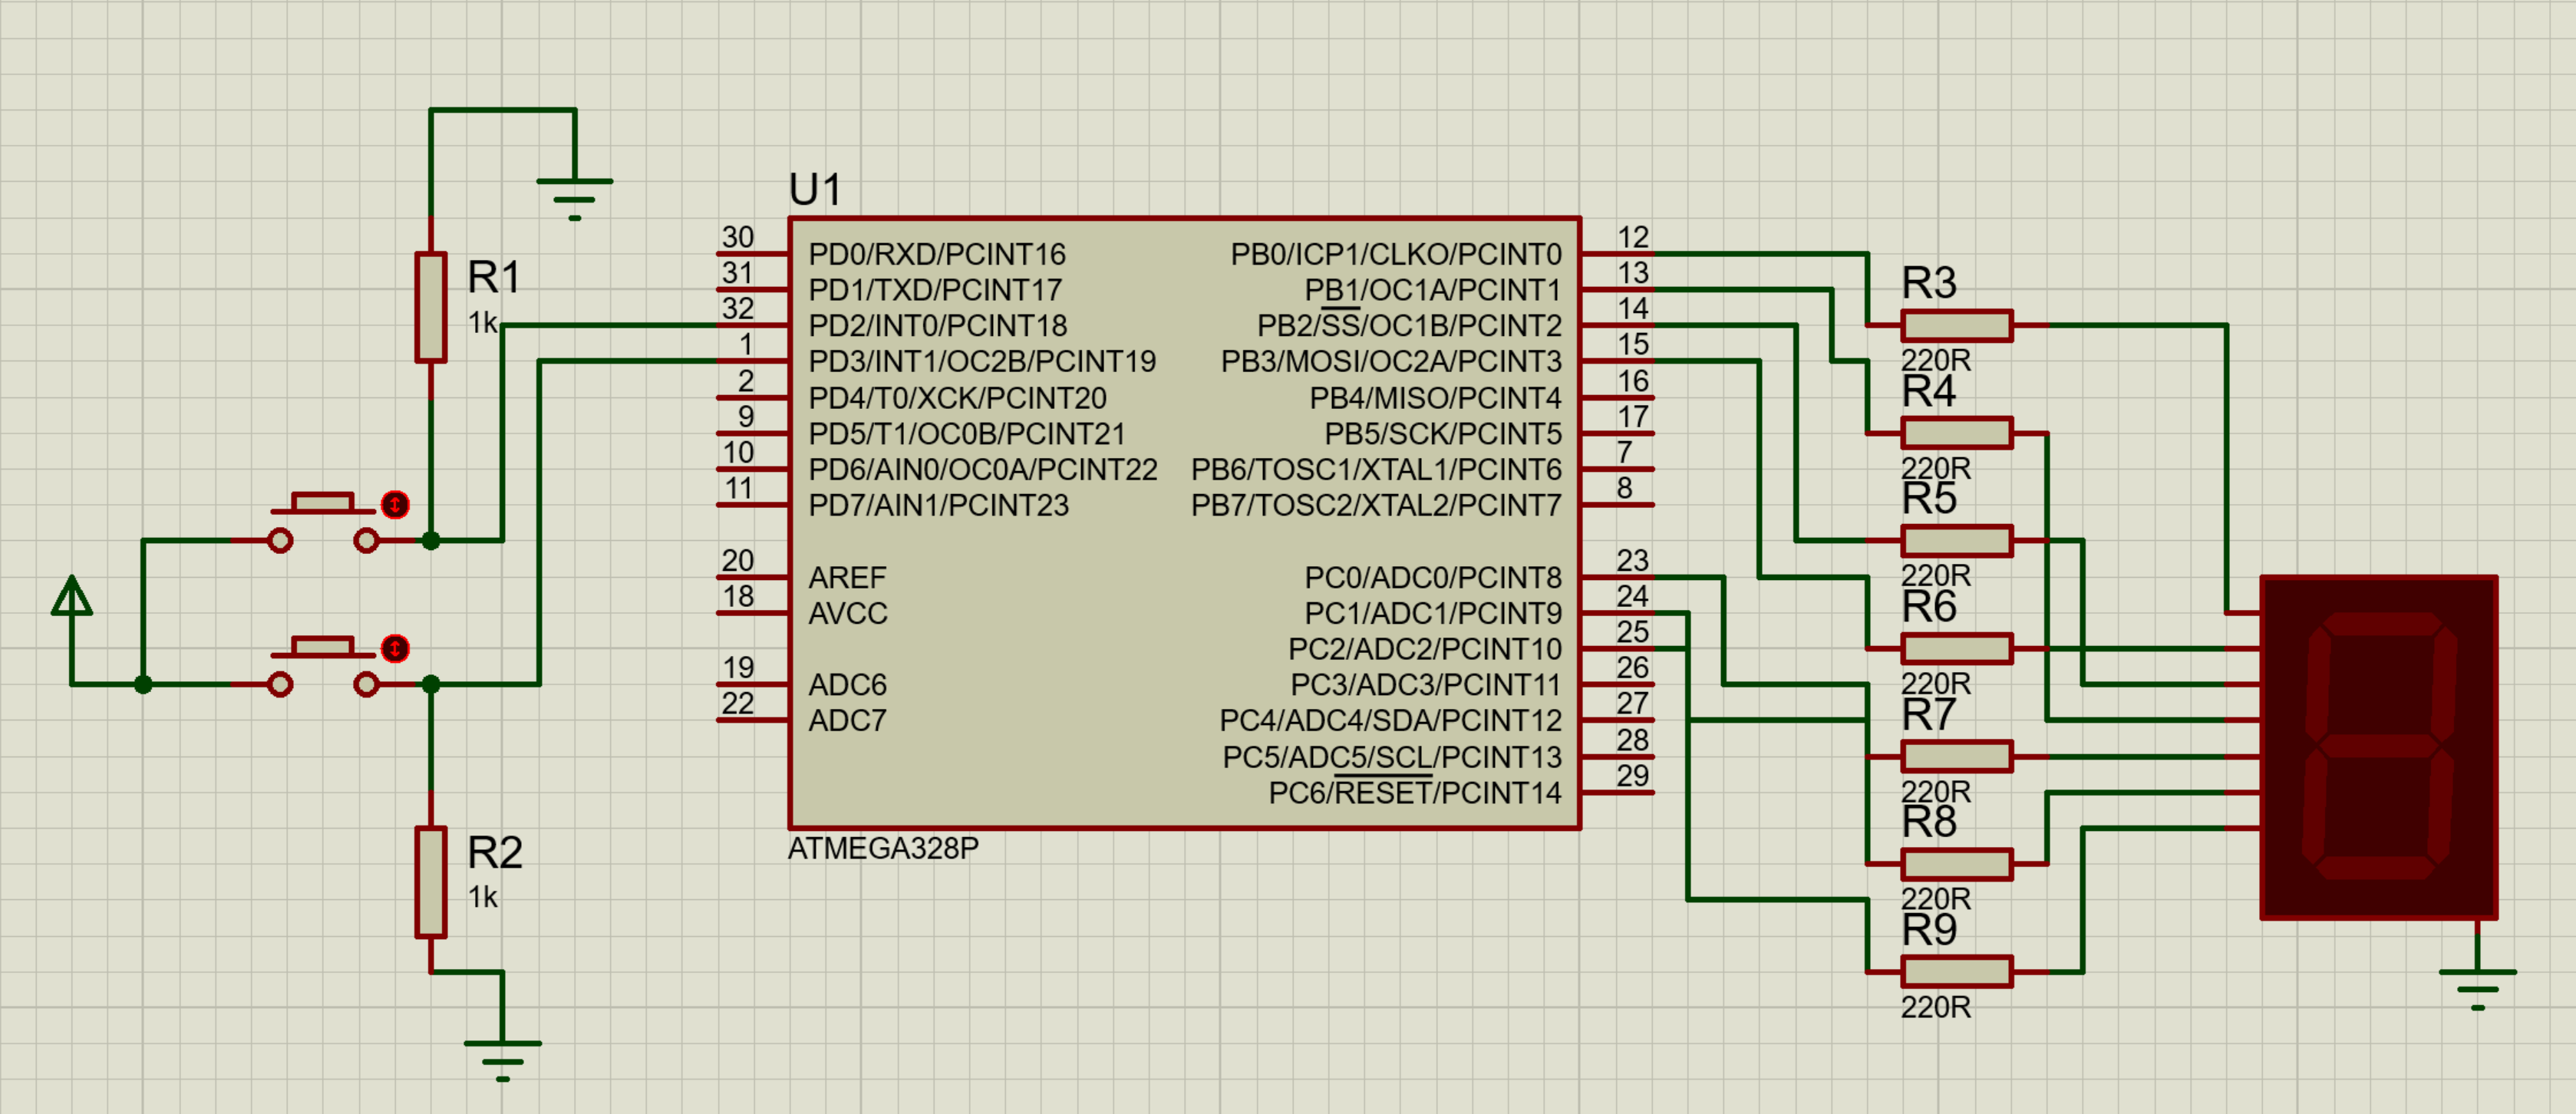 R1
1k
R2
1k
U1
30
31
32
1
2
9
10
11
20
18
19
22
PD0/RXD/PCINT16
PD1/TXD/PCINT17
PD2/INT0/PCINT18
PD3/INT1/OC2B/PCINT19
PD4/T0/XCK/PCINT20
PD5/T1/OC0B/PCINT21
PD6/AIN0/OC0A/PCINT22
PD7/AIN1/PCINT23
AREF
AVCC
ADC6
ADC7
PB0/ICP1/CLKO/PCINT0
PB1/OC1A/PCINT1
PB2/SS/OC1B/PCINT2
PB3/MOSI/OC2A/PCINT3
PB4/MISO/PCINT4
PB5/SCK/PCINT5
PB6/TOSC1/XTAL1/PCINT6
PB7/TOSC2/XTAL2/PCINT7
PC0/ADC0/PCINT8
PC1/ADC1/PCINT9
PC2/ADC2/PCINT10
PC3/ADC3/PCINT11
PC4/ADC4/SDA/PCINT12
PC5/ADC5/SCL/PCINT13
PC6/RESET/PCINT14
12
13
14
15
16
17
7
8
23
24
25
26
27
28
29
ATMEGA328P
R3
220R
R4
220R
R5
220R
R6
220R
R7
220R
R8
220R
R9
220R